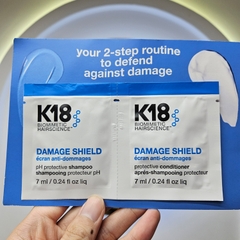 your 2-step routine
to defend
against damage
K18
BIOMIMETIC
HAIRSCIENCE
DAMAGE SHIELD
écran anti-dommages
pH protective shampoo
shampooing protecteur pH
7 ml / 0.24 fl oz liq
K18
BIOMIMETIC
HAIRSCIENCE
DAMAGE SHIELD
écran anti-dommages
protective conditioner
après-shampooing protecteur
7 ml / 0.24 fl oz liq